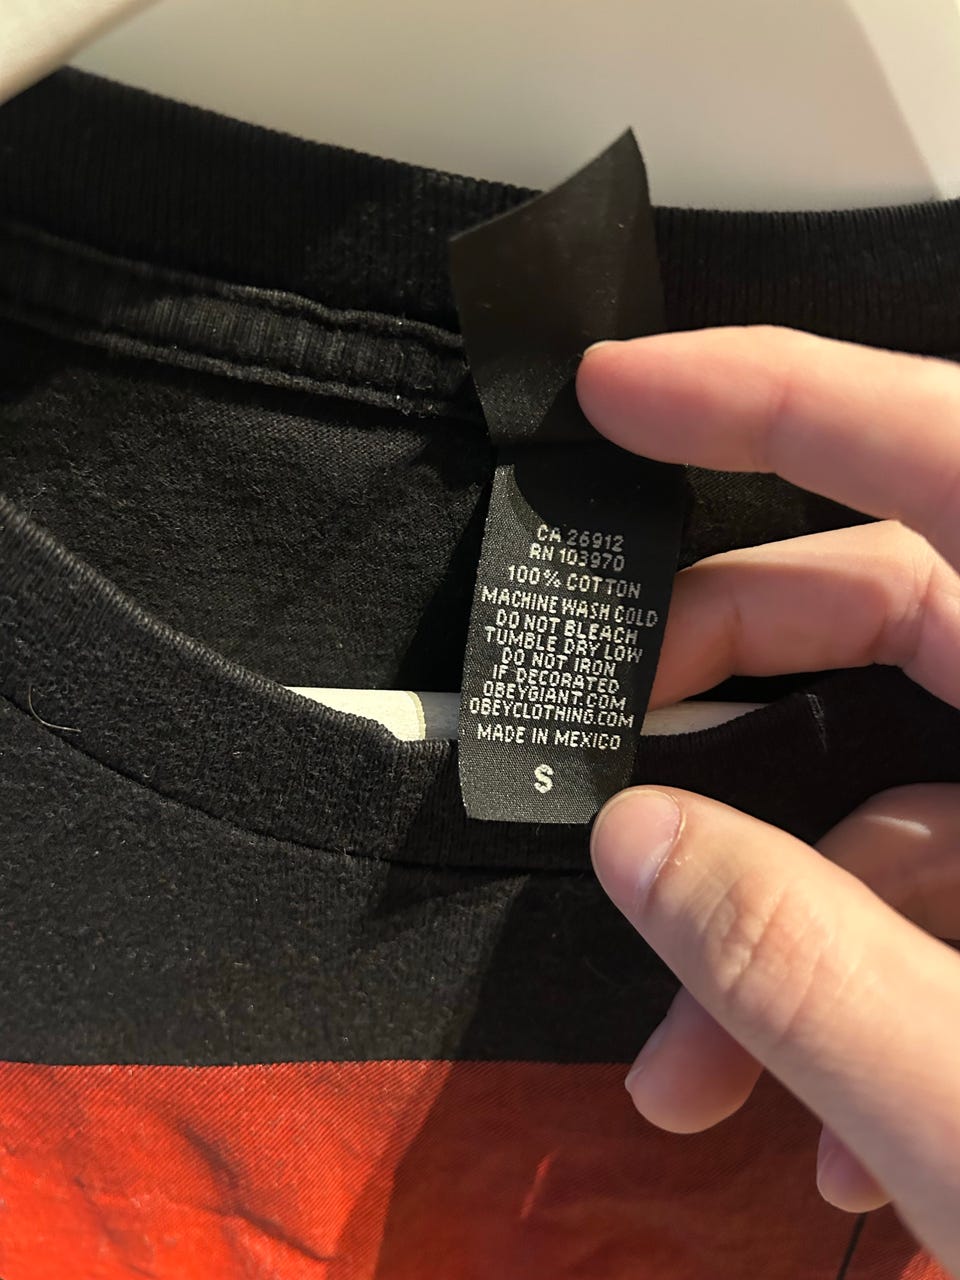 CA 26912
RN 103970
100% COTTON
MACHINE WASH COLD
DO NOT BLEACH
TUMBLE DRY LOW
DO NOT IRON
IF DECORATED
OBEYGIANT.COM
OBEYCLOTHING.COM
MADE IN MEXICO
S